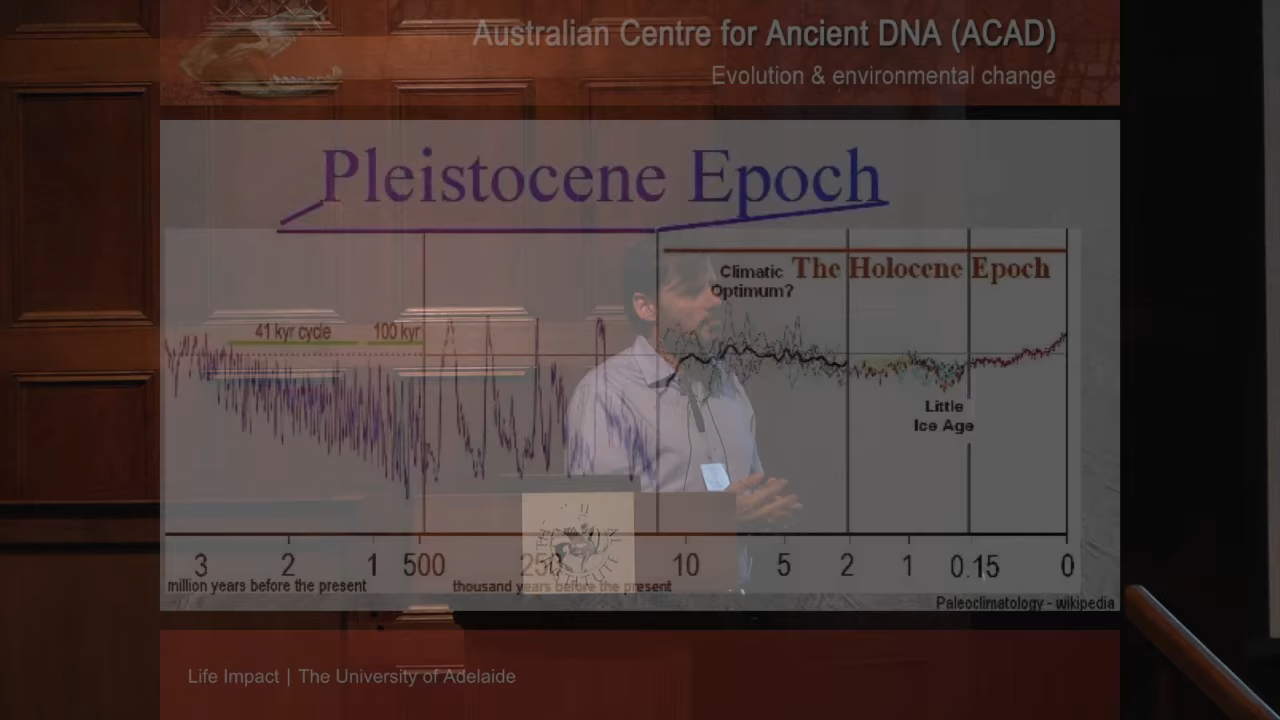 Australian Centre for Ancient DNA (ACAD)
Evolution & environmental change
Pleistocene Epoch
Climatic The Holocene Epoch
Optimum?
41 kyr cycle 100 kyr
Little
Ice Age
3 2 1 500 250 10 5 2 1 0.15 0
million years before the present thousand years before the present
Paleoclimatology - wikipedia
Life Impact | The University of Adelaide